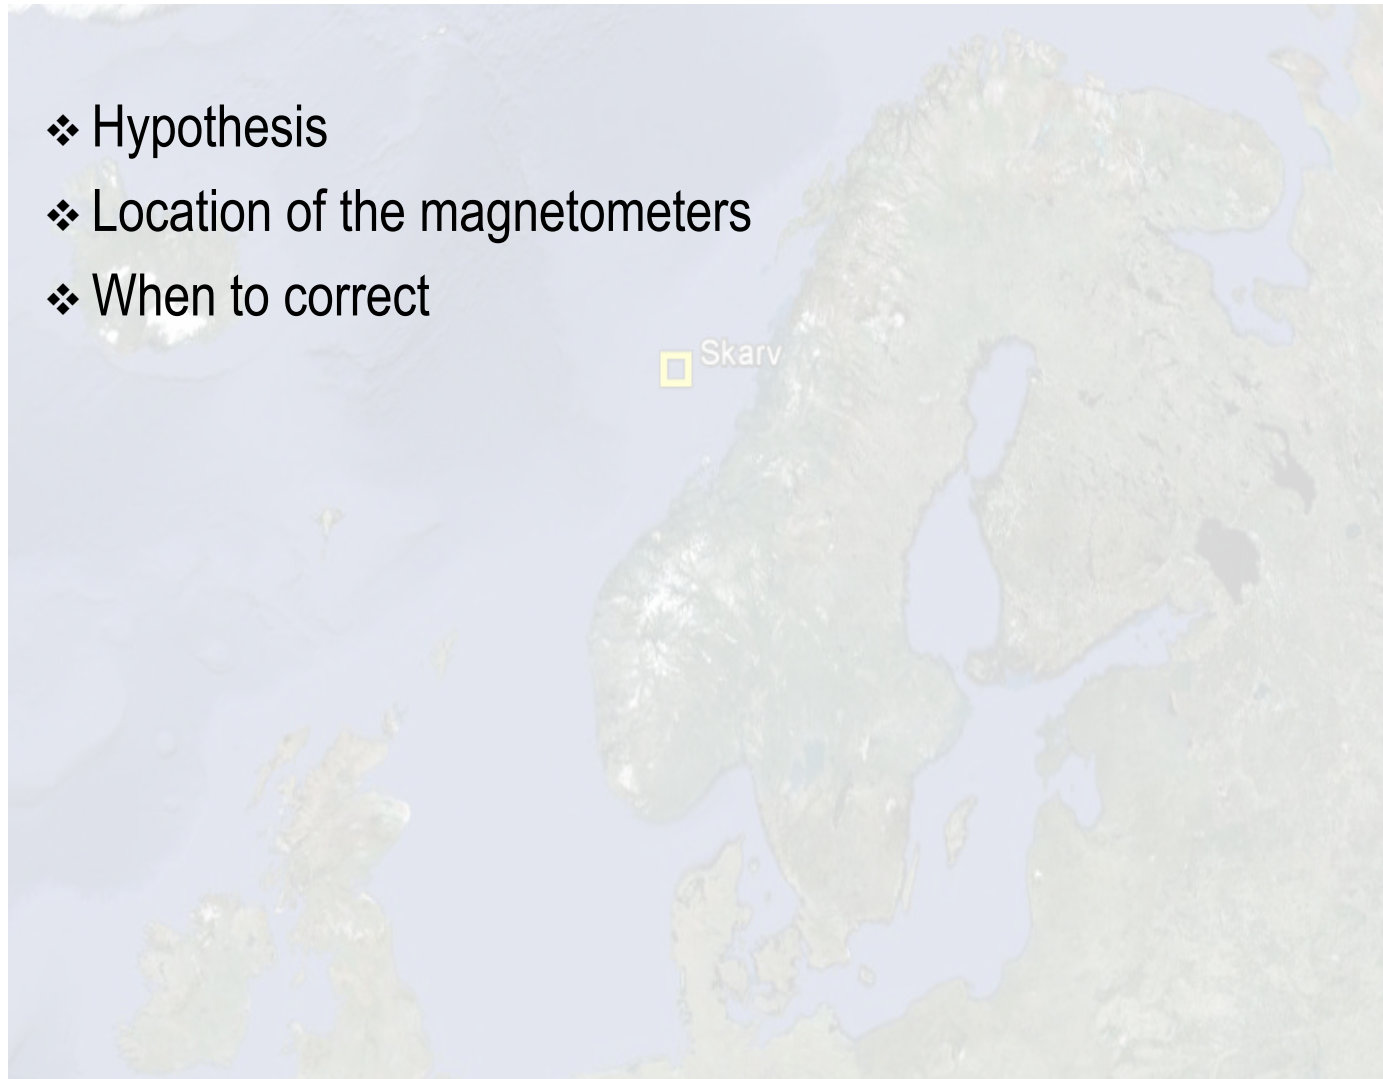 ❖ Hypothesis
❖ Location of the magnetometers
❖ When to correct
Skarv